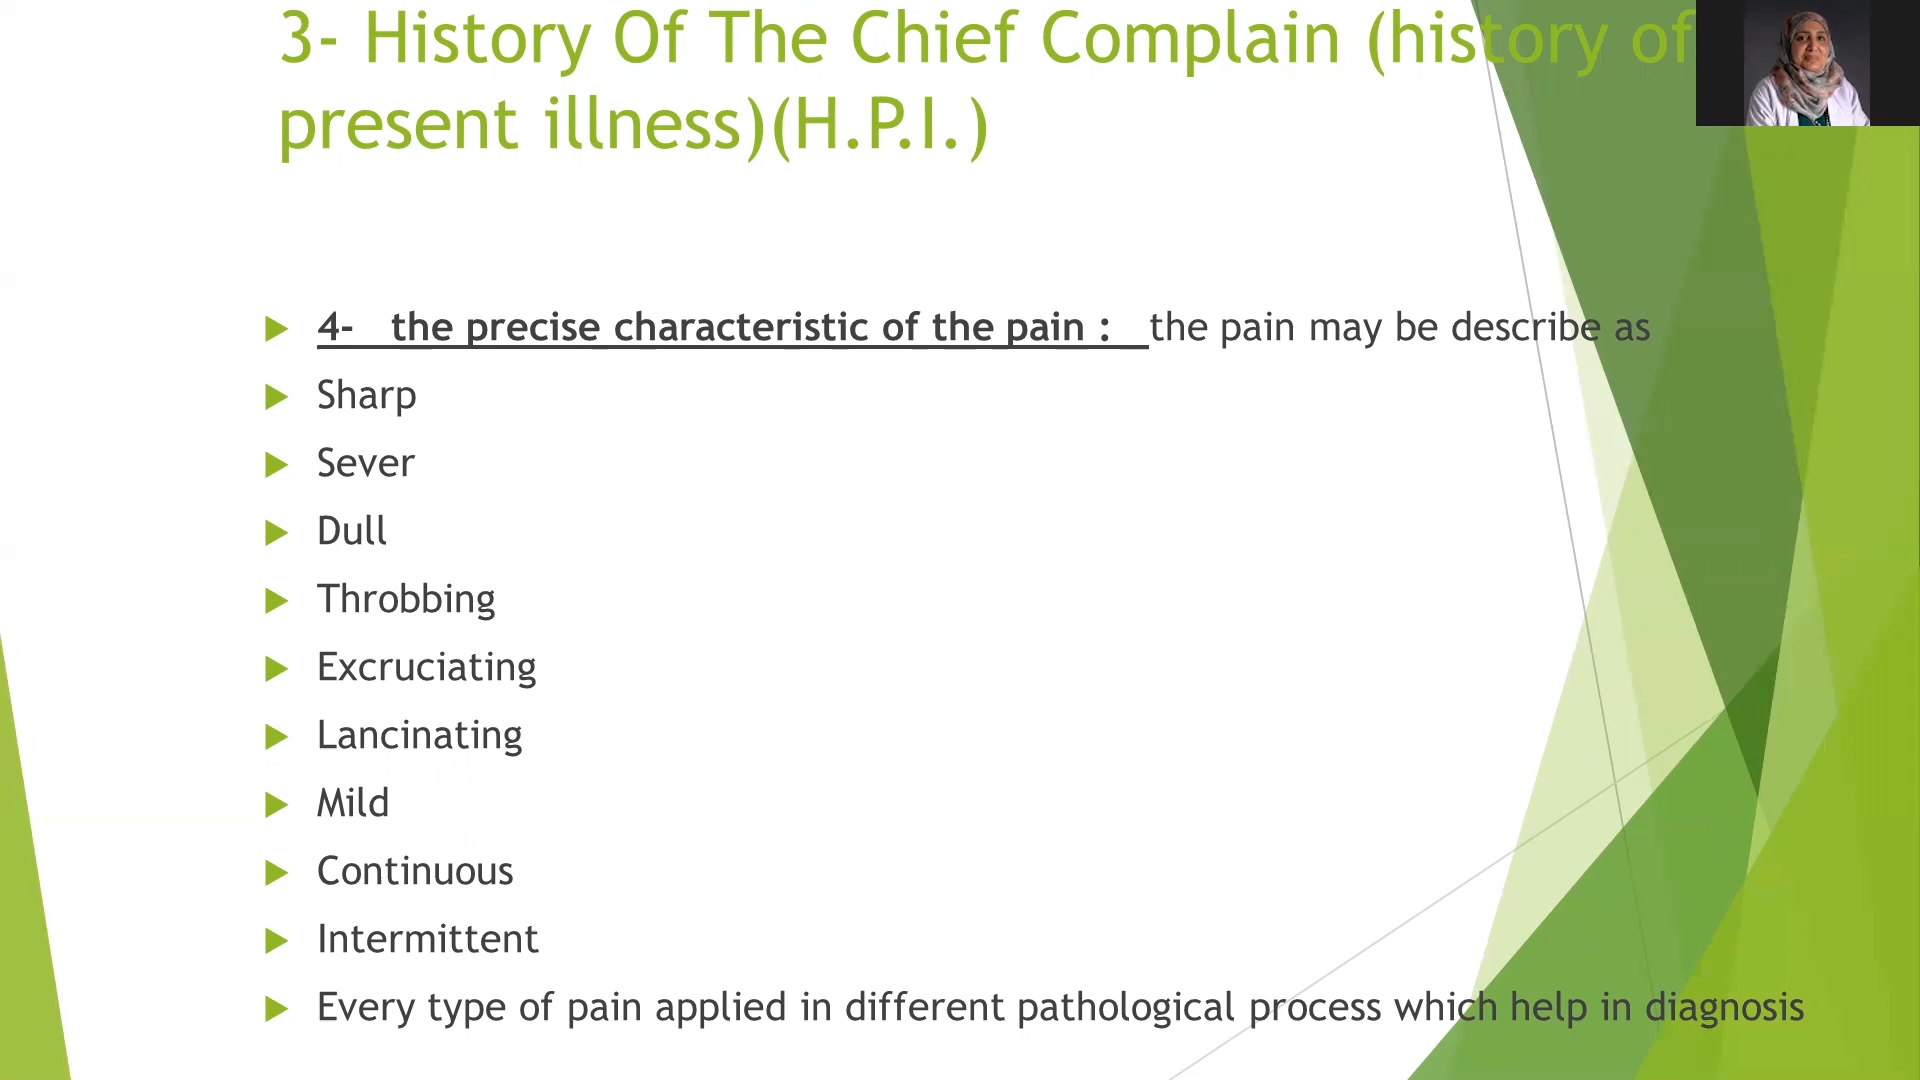 3- History Of The Chief Complain (history of
present illness)(H.P.I.)
4- the precise characteristic of the pain : the pain may be describe as
Sharp
Sever
Dull
Throbbing
Excruciating
Lancinating
Mild
Continuous
Intermittent
Every type of pain applied in different pathological process which help in diagnosis